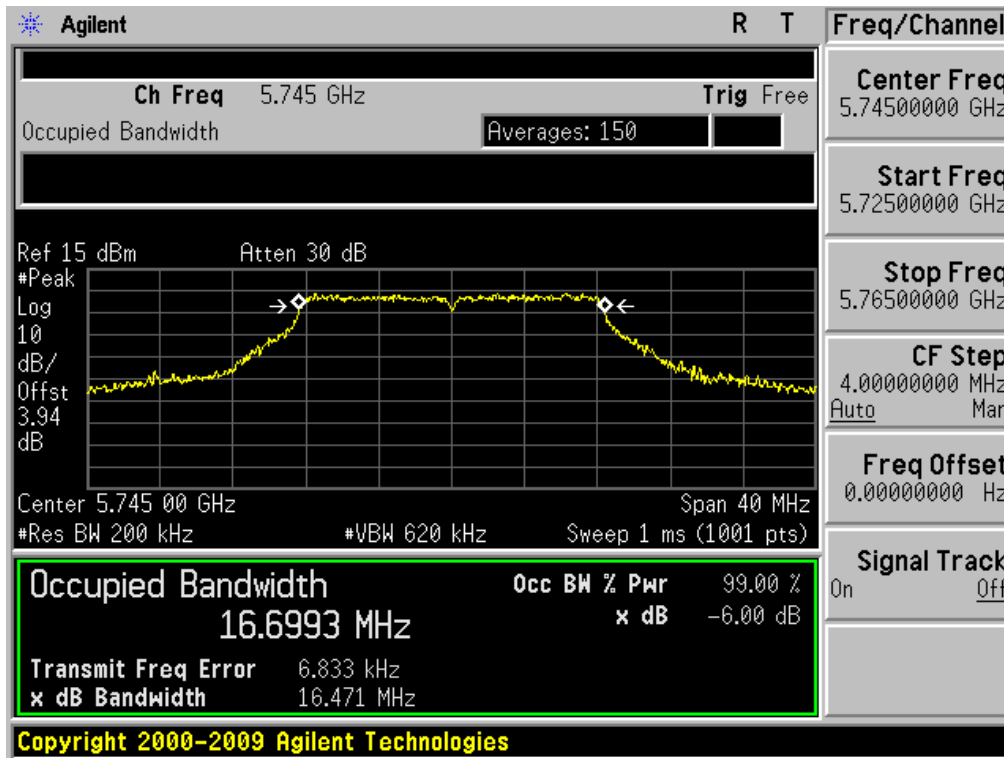 Agilent R T Freq/Channel
Ch Freq 5.745 GHz Trig Free
Occupied Bandwidth Averages: 150
Center Freq
5.74500000 GHz
Start Freq
5.72500000 GHz
Stop Freq
5.76500000 GHz
CF Step
4.00000000 MHz
Auto Man
Freq Offset
0.00000000 Hz
Signal Track
On Off
Ref 15 dBm Atten 30 dB
#Peak
Log
10
dB/
Offst
3.94
dB
Center 5.745 00 GHz Span 40 MHz
#Res BW 200 kHz #VBW 620 kHz Sweep 1 ms (1001 pts)
Occupied Bandwidth Occ BW % Pwr 99.00 %
16.6993 MHz x dB -6.00 dB
Transmit Freq Error 6.833 kHz
x dB Bandwidth 16.471 MHz
Copyright 2000-2009 Agilent Technologies